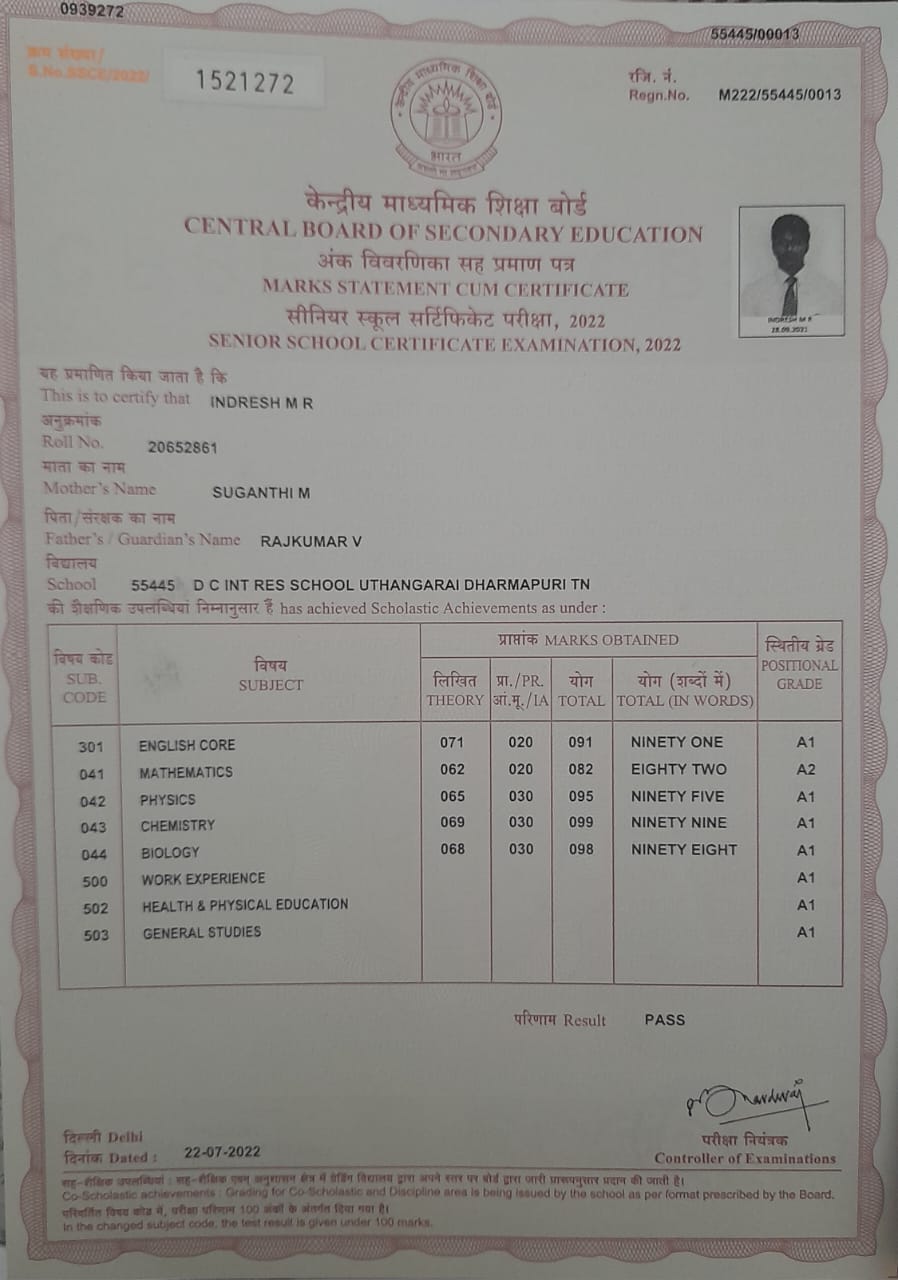 0939272
55445/00013
क्रम संख्या/
S.No.SSCE/2022/
1521272
रजि. नं.
Regn.No. M222/55445/0013
केन्द्रीय माध्यमिक शिक्षा बोर्ड
भारत
केन्द्रीय माध्यमिक शिक्षा बोर्ड
CENTRAL BOARD OF SECONDARY EDUCATION
अंक विवरणिका सह प्रमाण पत्र
MARKS STATEMENT CUM CERTIFICATE
सीनियर स्कूल सर्टिफिकेट परीक्षा, 2022
SENIOR SCHOOL CERTIFICATE EXAMINATION, 2022
INDRESH M R
यह प्रमाणित किया जाता है कि
This is to certify that INDRESH M R
अनुक्रमांक
Roll No. 20652861
माता का नाम
Mother's Name SUGANTHI M
पिता/संरक्षक का नाम
Father's / Guardian's Name RAJKUMAR V
विद्यालय
School 55445 D C INT RES SCHOOL UTHANGARAI DHARMAPURI TN
की शैक्षणिक उपलब्धियां निम्नानुसार हैं has achieved Scholastic Achievements as under :
विषय कोड SUB. CODE विषय SUBJECT प्राप्तांक MARKS OBTAINED स्थितीय ग्रेड POSITIONAL GRADE
लिखित THEORY प्रा./PR. आं.मू./IA योग TOTAL योग (शब्दों में) TOTAL (IN WORDS)
301 ENGLISH CORE 071 020 091 NINETY ONE A1
041 MATHEMATICS 062 020 082 EIGHTY TWO A2
042 PHYSICS 065 030 095 NINETY FIVE A1
043 CHEMISTRY 069 030 099 NINETY NINE A1
044 BIOLOGY 068 030 098 NINETY EIGHT A1
500 WORK EXPERIENCE A1
502 HEALTH & PHYSICAL EDUCATION A1
503 GENERAL STUDIES A1
परिणाम Result PASS
दिल्ली Delhi
दिनांक Dated : 22-07-2022
परीक्षा नियंत्रक
Controller of Examinations
सह-शैक्षिक उपलब्धियां : सह-शैक्षिक एवम् अनुशासन क्षेत्र में ग्रेडिंग विद्यालय द्वारा अपने स्तर पर बोर्ड द्वारा जारी प्रारूपनुसार प्रदान की जाती है।
Co-Scholastic achievements : Grading for Co-Scholastic and Discipline area is being issued by the school as per format prescribed by the Board.
परिवर्तित विषय कोड में, परीक्षा परिणाम 100 अंकों के अंतर्गत दिया गया है।
In the changed subject code, the test result is given under 100 marks.